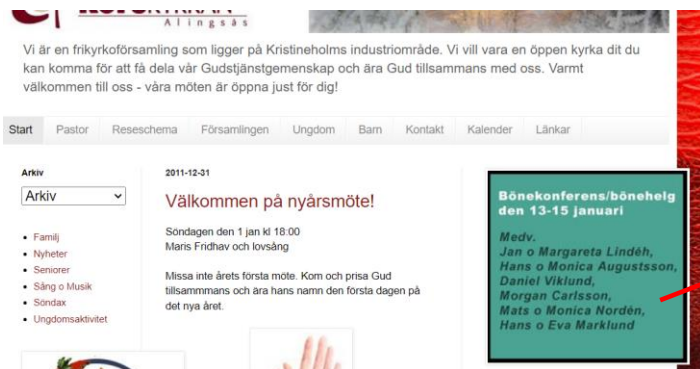 Alingsås
Vi är en frikyrkoförsamling som ligger på Kristineholms industriområde. Vi vill vara en öppen kyrka dit du
kan komma för att få dela vår Gudstjänstgemenskap och ära Gud tillsammans med oss. Varmt
välkommen till oss - våra möten är öppna just för dig!
Start Pastor Reseschema Församlingen Ungdom Barn Kontakt Kalender Länkar
Arkiv
Arkiv
Familj
Nyheter
Seniorer
Sång o Musik
Söndax
Ungdomsaktivitet
2011-12-31
Välkommen på nyårsmöte!
Söndagen den 1 jan kl 18:00
Maris Fridhav och lovsång
Missa inte årets första möte. Kom och prisa Gud
tillsammmans och ära hans namn den första dagen på
det nya året.
Bönekonferens/bönehelg
den 13-15 januari
Medv.
Jan o Margareta Lindéh,
Hans o Monica Augustsson,
Daniel Viklund,
Morgan Carlsson,
Mats o Monica Nordén,
Hans o Eva Marklund